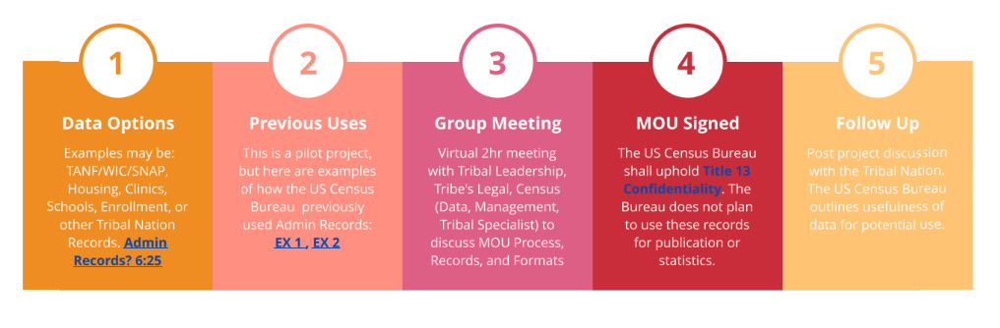 1
Data Options
Examples may be:
TANF/WIC/SNAP,
Housing, Clinics,
Schools, Enrollment, or
other Tribal Nation
Records. Admin
Records? 6:25
2
Previous Uses
This is a pilot project,
but here are examples
of how the US Census
Bureau previously
used Admin Records:
EX 1 , EX 2
3
Group Meeting
Virtual 2hr meeting
with Tribal Leadership,
Tribe's Legal, Census
(Data, Management,
Tribal Specialist) to
discuss MOU Process,
Records, and Formats
4
MOU Signed
The US Census Bureau
shall uphold Title 13
Confidentiality. The
Bureau does not plan
to use these records
for publication or
statistics.
5
Follow Up
Post project discussion
with the Tribal Nation.
The US Census Bureau
outlines usefulness of
data for potential use.